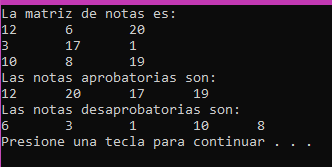 La matriz de notas es:
12 6 20
3 17 1
10 8 19
Las notas aprobatorias son:
12 20 17 19
Las notas desaprobatorias son:
6 3 1 10 8
Presione una tecla para continuar . . .